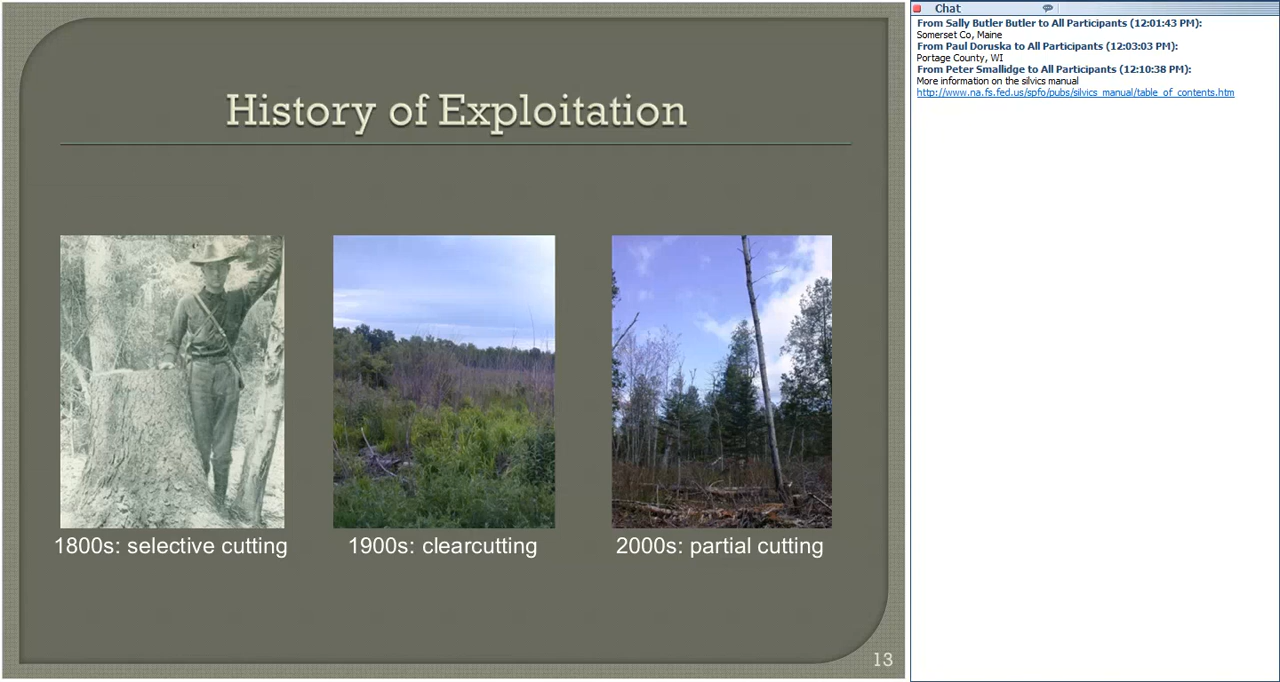 History of Exploitation
1800s: selective cutting
1900s: clearcutting
2000s: partial cutting
13
Chat
From Sally Butler Butler to All Participants (12:01:43 PM):
Somerset Co, Maine
From Paul Doruska to All Participants (12:03:03 PM):
Portage County, WI
From Peter Smallidge to All Participants (12:10:38 PM):
More information on the silvics manual
http://www.na.fs.fed.us/spfo/pubs/silvics_manual/table_of_contents.htm